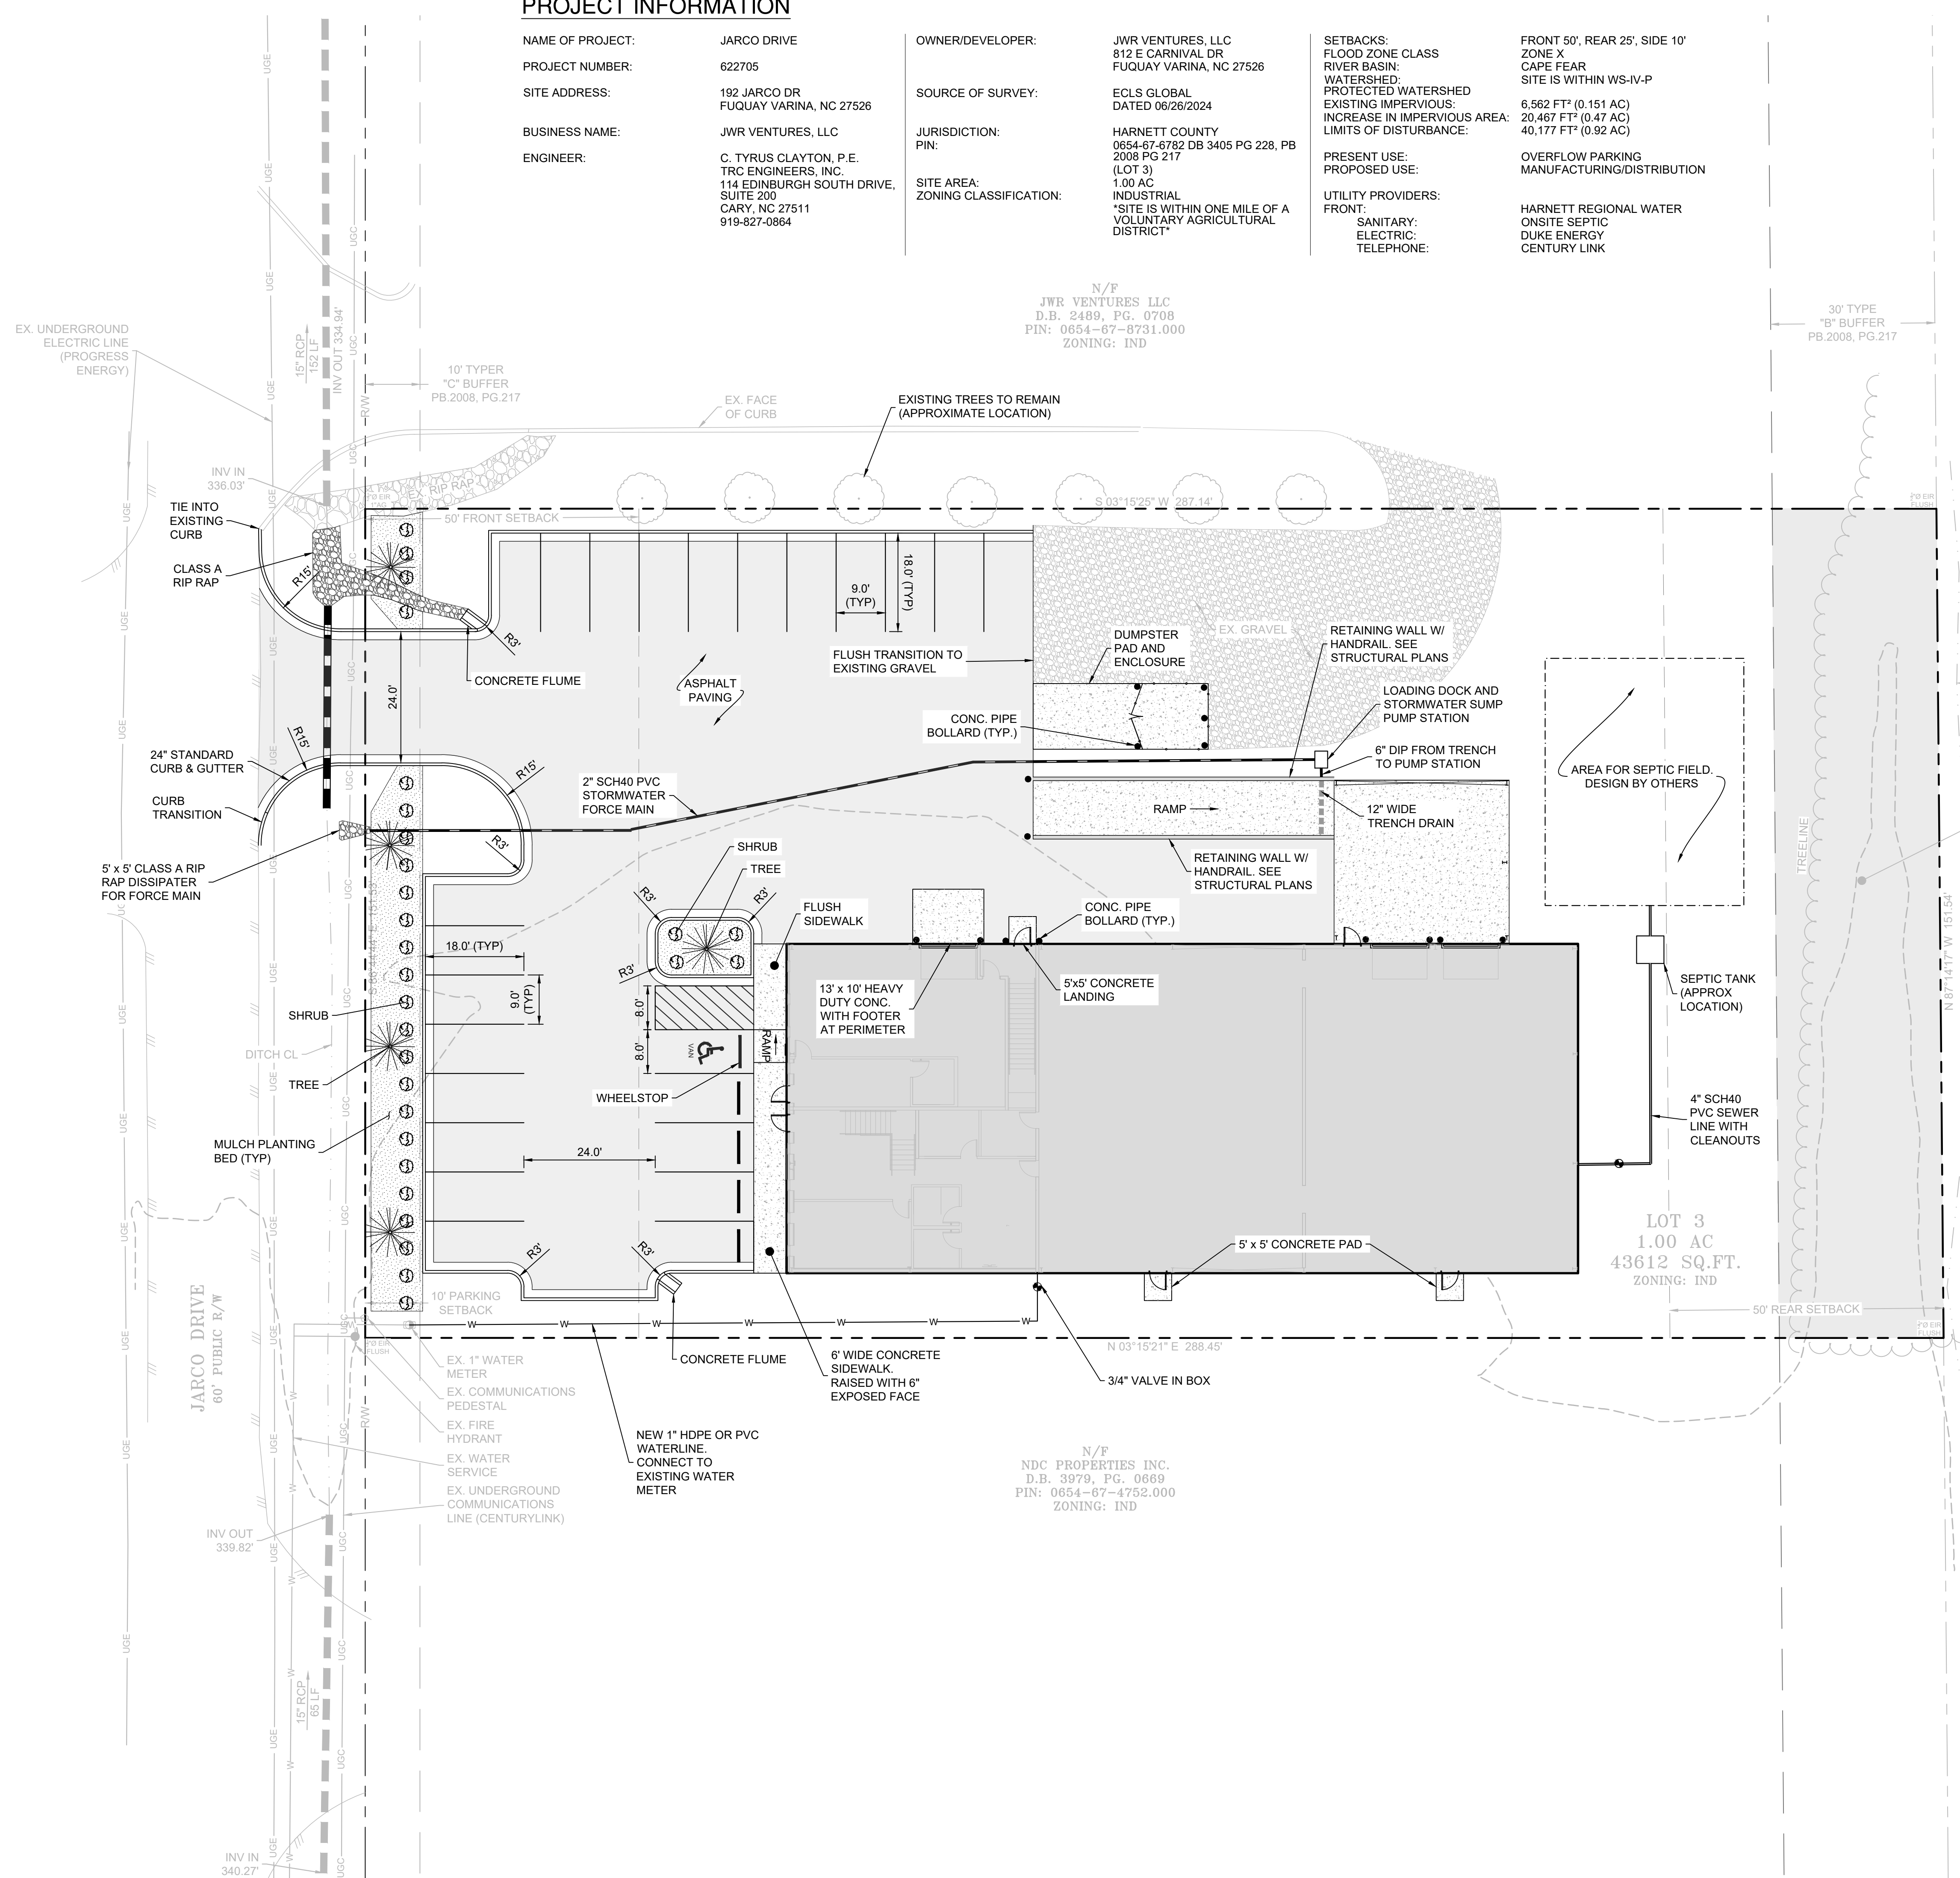 PROJECT INFORMATION
NAME OF PROJECT: JARCO DRIVE
PROJECT NUMBER: 622705
SITE ADDRESS: 192 JARCO DR
FUQUAY VARINA, NC 27526
BUSINESS NAME: JWR VENTURES, LLC
ENGINEER: C. TYRUS CLAYTON, P.E.
TRC ENGINEERS, INC.
114 EDINBURGH SOUTH DRIVE,
SUITE 200
CARY, NC 27511
919-827-0864
OWNER/DEVELOPER: JWR VENTURES, LLC
812 E CARNIVAL DR
FUQUAY VARINA, NC 27526
SOURCE OF SURVEY: ECLS GLOBAL
DATED 06/26/2024
JURISDICTION: HARNETT COUNTY
PIN: 0654-67-6782 DB 3405 PG 228, PB
2008 PG 217
(LOT 3)
SITE AREA: 1.00 AC
ZONING CLASSIFICATION: INDUSTRIAL
*SITE IS WITHIN ONE MILE OF A
VOLUNTARY AGRICULTURAL
DISTRICT*
SETBACKS: FRONT 50', REAR 25', SIDE 10'
FLOOD ZONE CLASS ZONE X
RIVER BASIN: CAPE FEAR
WATERSHED: SITE IS WITHIN WS-IV-P
PROTECTED WATERSHED
EXISTING IMPERVIOUS: 6,562 FT² (0.151 AC)
INCREASE IN IMPERVIOUS AREA: 20,467 FT² (0.47 AC)
LIMITS OF DISTURBANCE: 40,177 FT² (0.92 AC)
PRESENT USE: OVERFLOW PARKING
PROPOSED USE: MANUFACTURING/DISTRIBUTION
UTILITY PROVIDERS:
FRONT: HARNETT REGIONAL WATER
SANITARY: ONSITE SEPTIC
ELECTRIC: DUKE ENERGY
TELEPHONE: CENTURY LINK
N/F
JWR VENTURES LLC
D.B. 2489, PG. 0708
PIN: 0654-67-8731.000
ZONING: IND
30' TYPE
"B" BUFFER
PB.2008, PG.217
EX. UNDERGROUND
ELECTRIC LINE
(PROGRESS
ENERGY)
15" RCP
152 LF
INV OUT 334.94'
UGE
UGC
R/W
10' TYPER
"C" BUFFER
PB.2008, PG.217
EX. FACE
OF CURB
EXISTING TREES TO REMAIN
(APPROXIMATE LOCATION)
INV IN
336.03'
EX. RIP RAP
TIE INTO
EXISTING
CURB
50' FRONT SETBACK
S 03°15'25" W 287.14'
CLASS A
RIP RAP
R15'
R3'
18.0' (TYP)
9.0'
(TYP)
CONCRETE FLUME
24.0'
ASPHALT
PAVING
FLUSH TRANSITION TO
EXISTING GRAVEL
DUMPSTER
PAD AND
ENCLOSURE
EX. GRAVEL
RETAINING WALL W/
HANDRAIL. SEE
STRUCTURAL PLANS
LOADING DOCK AND
STORMWATER SUMP
PUMP STATION
CONC. PIPE
BOLLARD (TYP.)
6" DIP FROM TRENCH
TO PUMP STATION
R15'
24" STANDARD
CURB & GUTTER
R15'
CURB
TRANSITION
2" SCH40 PVC
STORMWATER
FORCE MAIN
AREA FOR SEPTIC FIELD.
DESIGN BY OTHERS
RAMP
12" WIDE
TRENCH DRAIN
TREELINE
R3'
5' x 5' CLASS A RIP
RAP DISSIPATER
FOR FORCE MAIN
SHRUB
TREE
RETAINING WALL W/
HANDRAIL. SEE
STRUCTURAL PLANS
R3'
R3'
R3'
FLUSH
SIDEWALK
CONC. PIPE
BOLLARD (TYP.)
18.0' (TYP)
9.0'
(TYP)
8.0'
8.0'
VAN
RAMP
13' x 10' HEAVY
DUTY CONC.
WITH FOOTER
AT PERIMETER
5'x5' CONCRETE
LANDING
SEPTIC TANK
(APPROX
LOCATION)
N 87°14'17" W 151.54'
SHRUB
DITCH CL
TREE
WHEELSTOP
4" SCH40
PVC SEWER
LINE WITH
CLEANOUTS
MULCH PLANTING
BED (TYP)
24.0'
LOT 3
1.00 AC
43612 SQ.FT.
ZONING: IND
R3'
R3'
5' x 5' CONCRETE PAD
50' REAR SETBACK
JARCO DRIVE
60' PUBLIC R/W
10' PARKING
SETBACK
W
N 03°15'21" E 288.45'
EX. 1" WATER
METER
EX. COMMUNICATIONS
PEDESTAL
EX. FIRE
HYDRANT
EX. WATER
SERVICE
EX. UNDERGROUND
COMMUNICATIONS
LINE (CENTURYLINK)
CONCRETE FLUME
6' WIDE CONCRETE
SIDEWALK.
RAISED WITH 6"
EXPOSED FACE
3/4" VALVE IN BOX
NEW 1" HDPE OR PVC
WATERLINE.
CONNECT TO
EXISTING WATER
METER
N/F
NDC PROPERTIES INC.
D.B. 3979, PG. 0669
PIN: 0654-67-4752.000
ZONING: IND
INV OUT
339.82'
R/W
15" RCP
65 LF
INV IN
340.27'